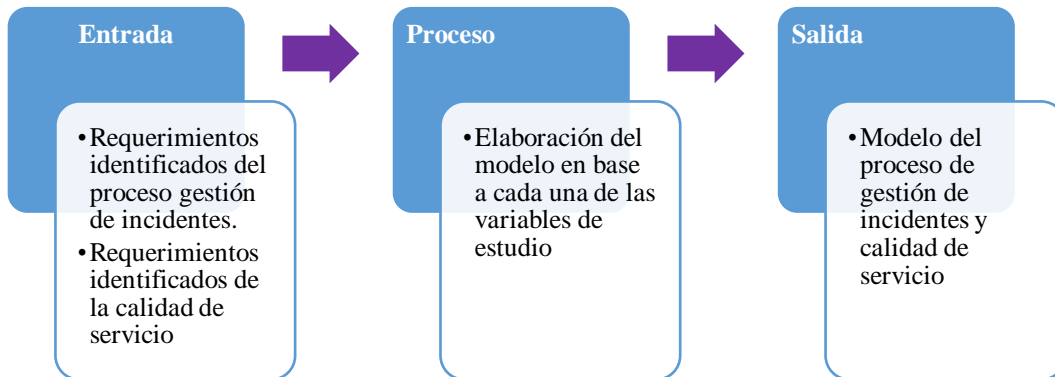 Entrada
•Requerimientos
identificados del
proceso gestión
de incidentes.
•Requerimientos
identificados de
la calidad de
servicio
Proceso
•Elaboración del
modelo en base
a cada una de las
variables de
estudio
Salida
•Modelo del
proceso de
gestión de
incidentes y
calidad de
servicio